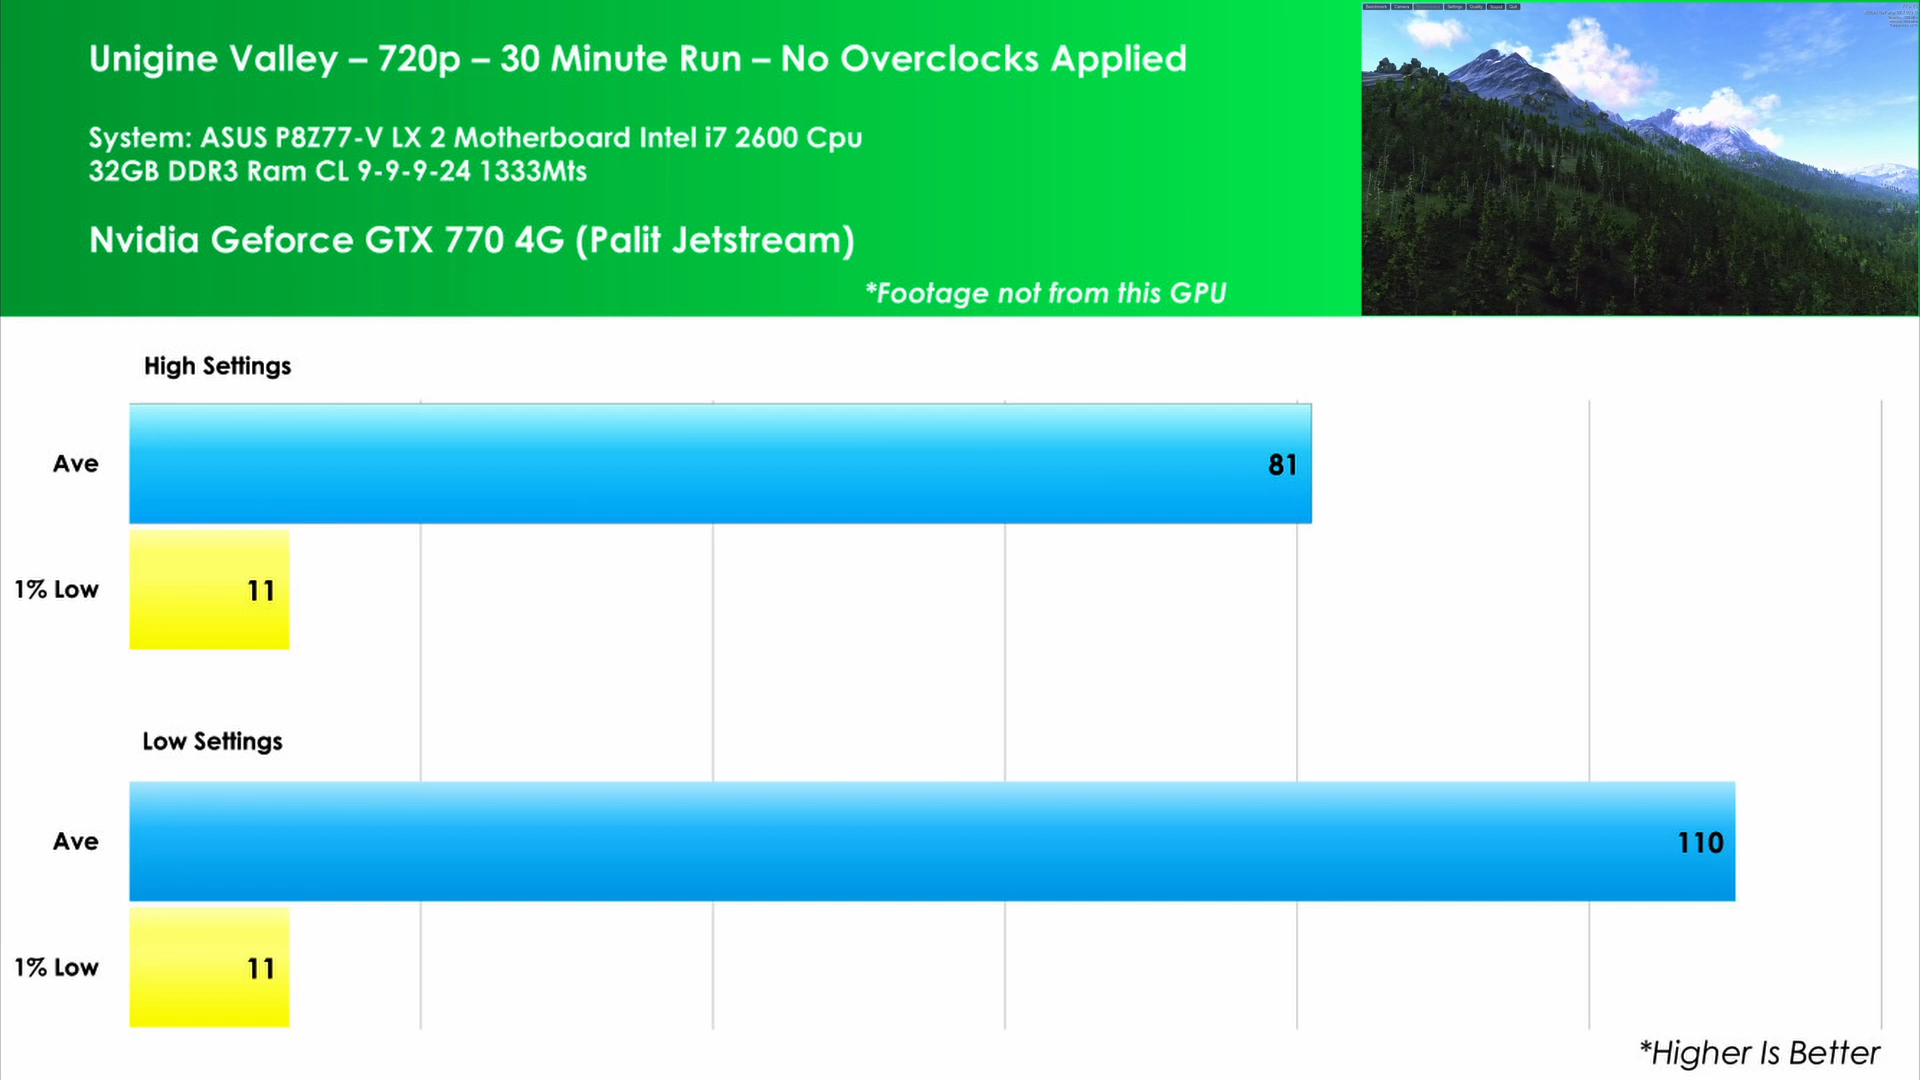 Unigine Valley – 720p – 30 Minute Run – No Overclocks Applied
System: ASUS P8Z77-V LX 2 Motherboard Intel i7 2600 Cpu
32GB DDR3 Ram CL 9-9-9-24 1333Mts
Nvidia Geforce GTX 770 4G (Palit Jetstream)
*Footage not from this GPU
High Settings
Ave
81
1% Low
11
Low Settings
Ave
110
1% Low
11
*Higher Is Better